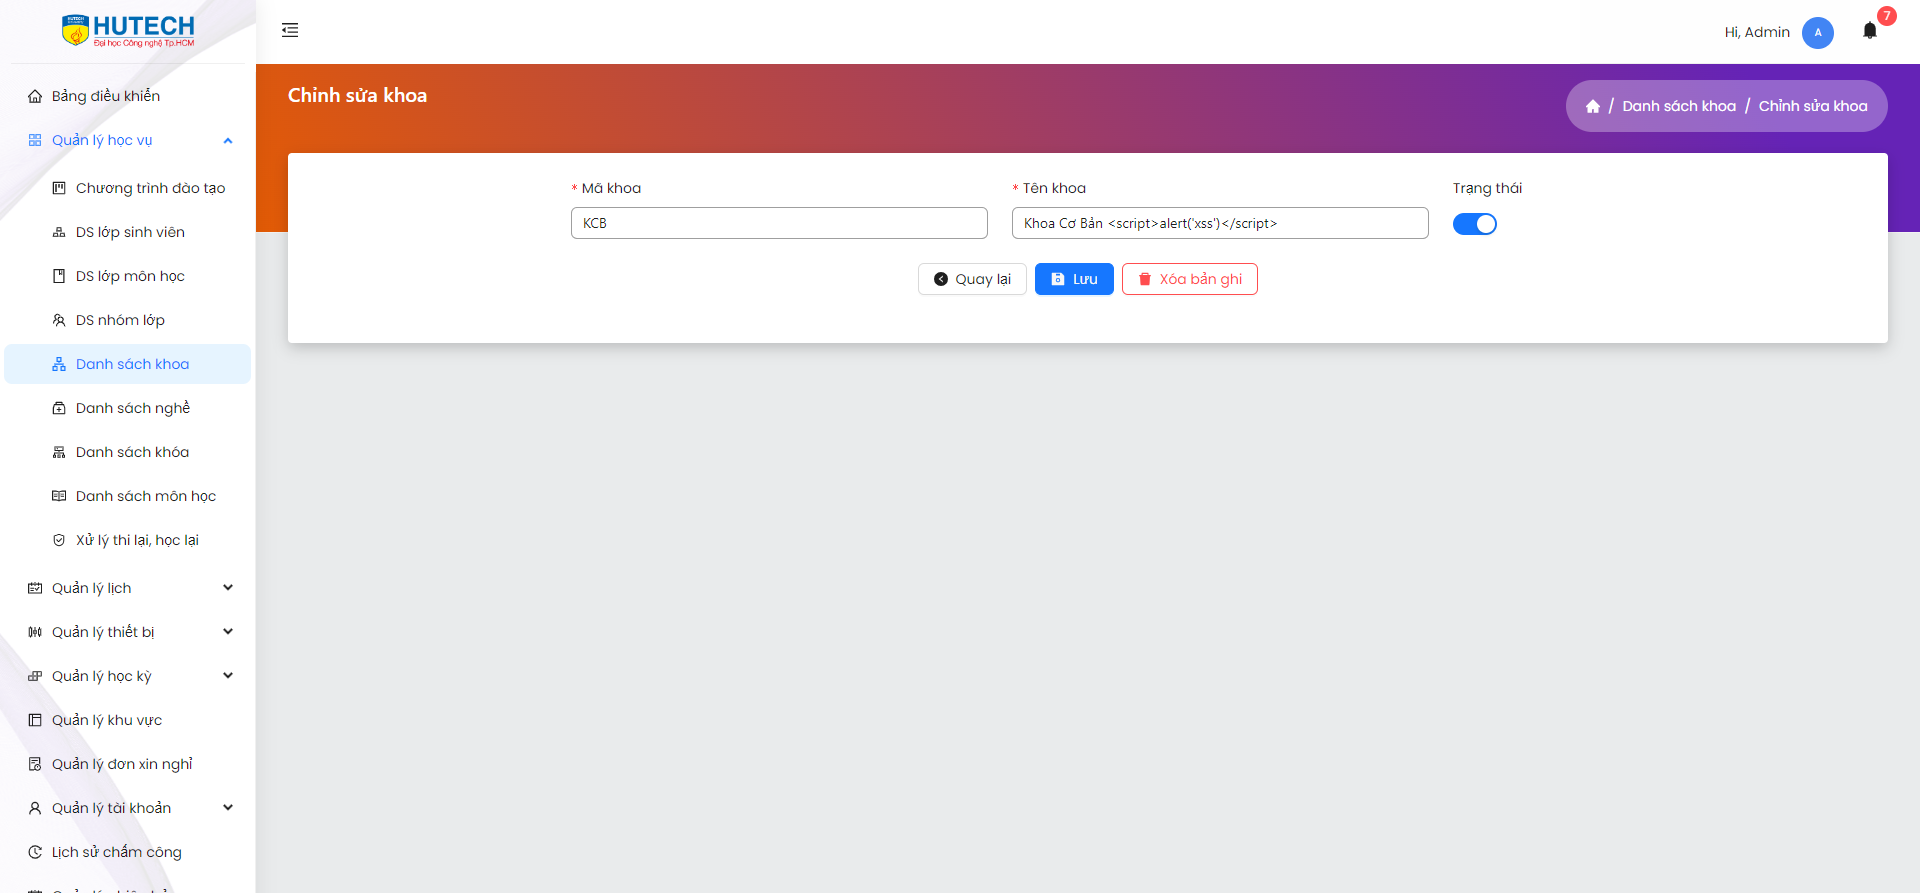 HUTECH
Đại học Công nghệ Tp.HCM
Hi, Admin
A
7
Bảng điều khiển
Quản lý học vụ
Chương trình đào tạo
DS lớp sinh viên
DS lớp môn học
DS nhóm lớp
Danh sách khoa
Danh sách nghề
Danh sách khóa
Danh sách môn học
Xử lý thi lại, học lại
Quản lý lịch
Quản lý thiết bị
Quản lý học kỳ
Quản lý khu vực
Quản lý đơn xin nghỉ
Quản lý tài khoản
Lịch sử chấm công
Chỉnh sửa khoa
/ Danh sách khoa / Chỉnh sửa khoa
* Mã khoa
* Tên khoa
Trạng thái
KCB
Khoa Cơ Bản <script>alert('xss')</script>
Quay lại
Lưu
Xóa bản ghi